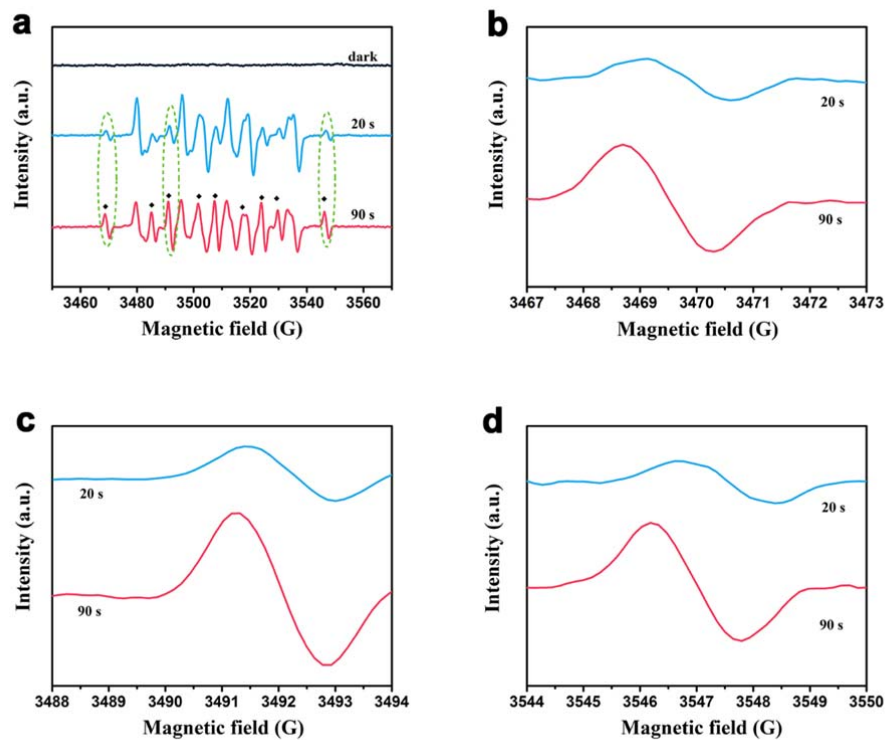 a
Intensity (a.u.)
dark
20 s
90 s
3460 3480 3500 3520 3540 3560
Magnetic field (G)
b
Intensity (a.u.)
20 s
90 s
3467 3468 3469 3470 3471 3472 3473
Magnetic field (G)
c
Intensity (a.u.)
20 s
90 s
3488 3489 3490 3491 3492 3493 3494
Magnetic field (G)
d
Intensity (a.u.)
20 s
90 s
3544 3545 3546 3547 3548 3549 3550
Magnetic field (G)